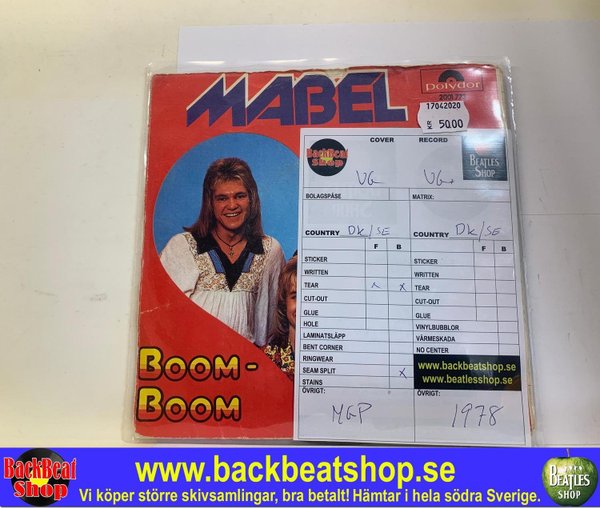 MABEL
polydor
17042020
KR 50.00
BOOM-
BOOM
COVER
RECORD
BackBeat
Shop
BEATLES
SHOP
VG-
VG+
BOLAGSPÅSE
MATRIX:
COUNTRY DK/SE
COUNTRY DK/SE
F B
F B
STICKER
WRITTEN
TEAR x x
CUT-OUT
GLUE
HOLE
LAMINATSLÄPP
BENT CORNER
RINGWEAR
SEAM SPLIT x
STAINS
ÖVRIGT:
MGP
STICKER
WRITTEN
TEAR
CUT-OUT
GLUE
VINYLBUBBLOR
VÄRMESKADA
NO CENTER
www.backbeatshop.se
www.beatlesshop.se
ÖVRIGT:
1978
BackBeat
Shop
www.backbeatshop.se
Vi köper större skivsamlingar, bra betalt! Hämtar i hela södra Sverige.
BEATLES
SHOP